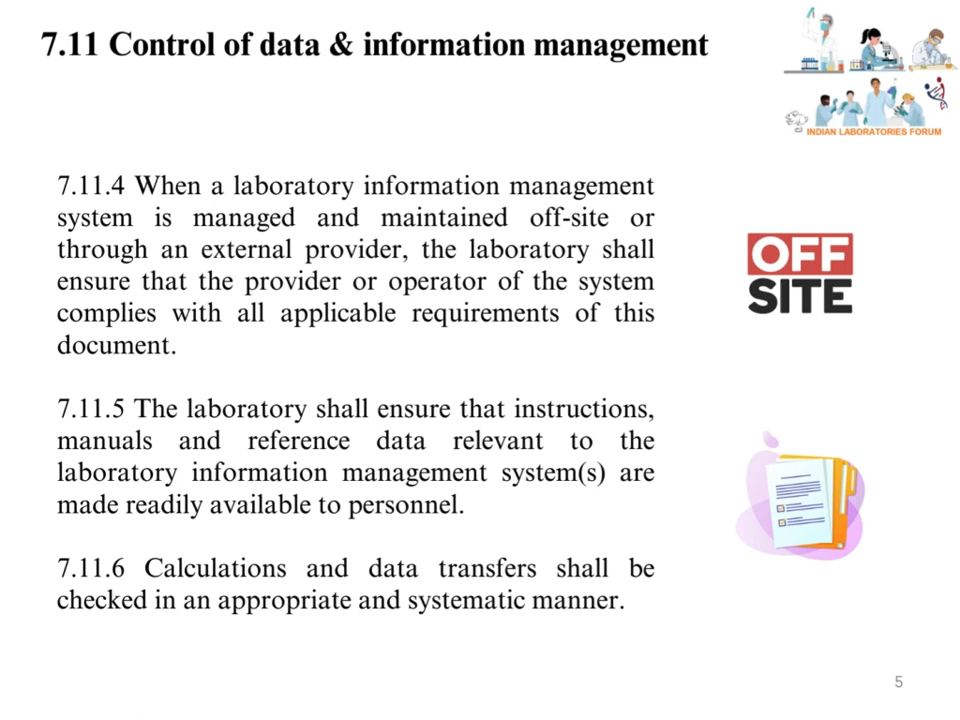 7.11 Control of data & information management
INDIAN LABORATORIES FORUM
7.11.4 When a laboratory information management
system is managed and maintained off-site or
through an external provider, the laboratory shall
ensure that the provider or operator of the system
complies with all applicable requirements of this
document.
OFF
SITE
7.11.5 The laboratory shall ensure that instructions,
manuals and reference data relevant to the
laboratory information management system(s) are
made readily available to personnel.
7.11.6 Calculations and data transfers shall be
checked in an appropriate and systematic manner.
5